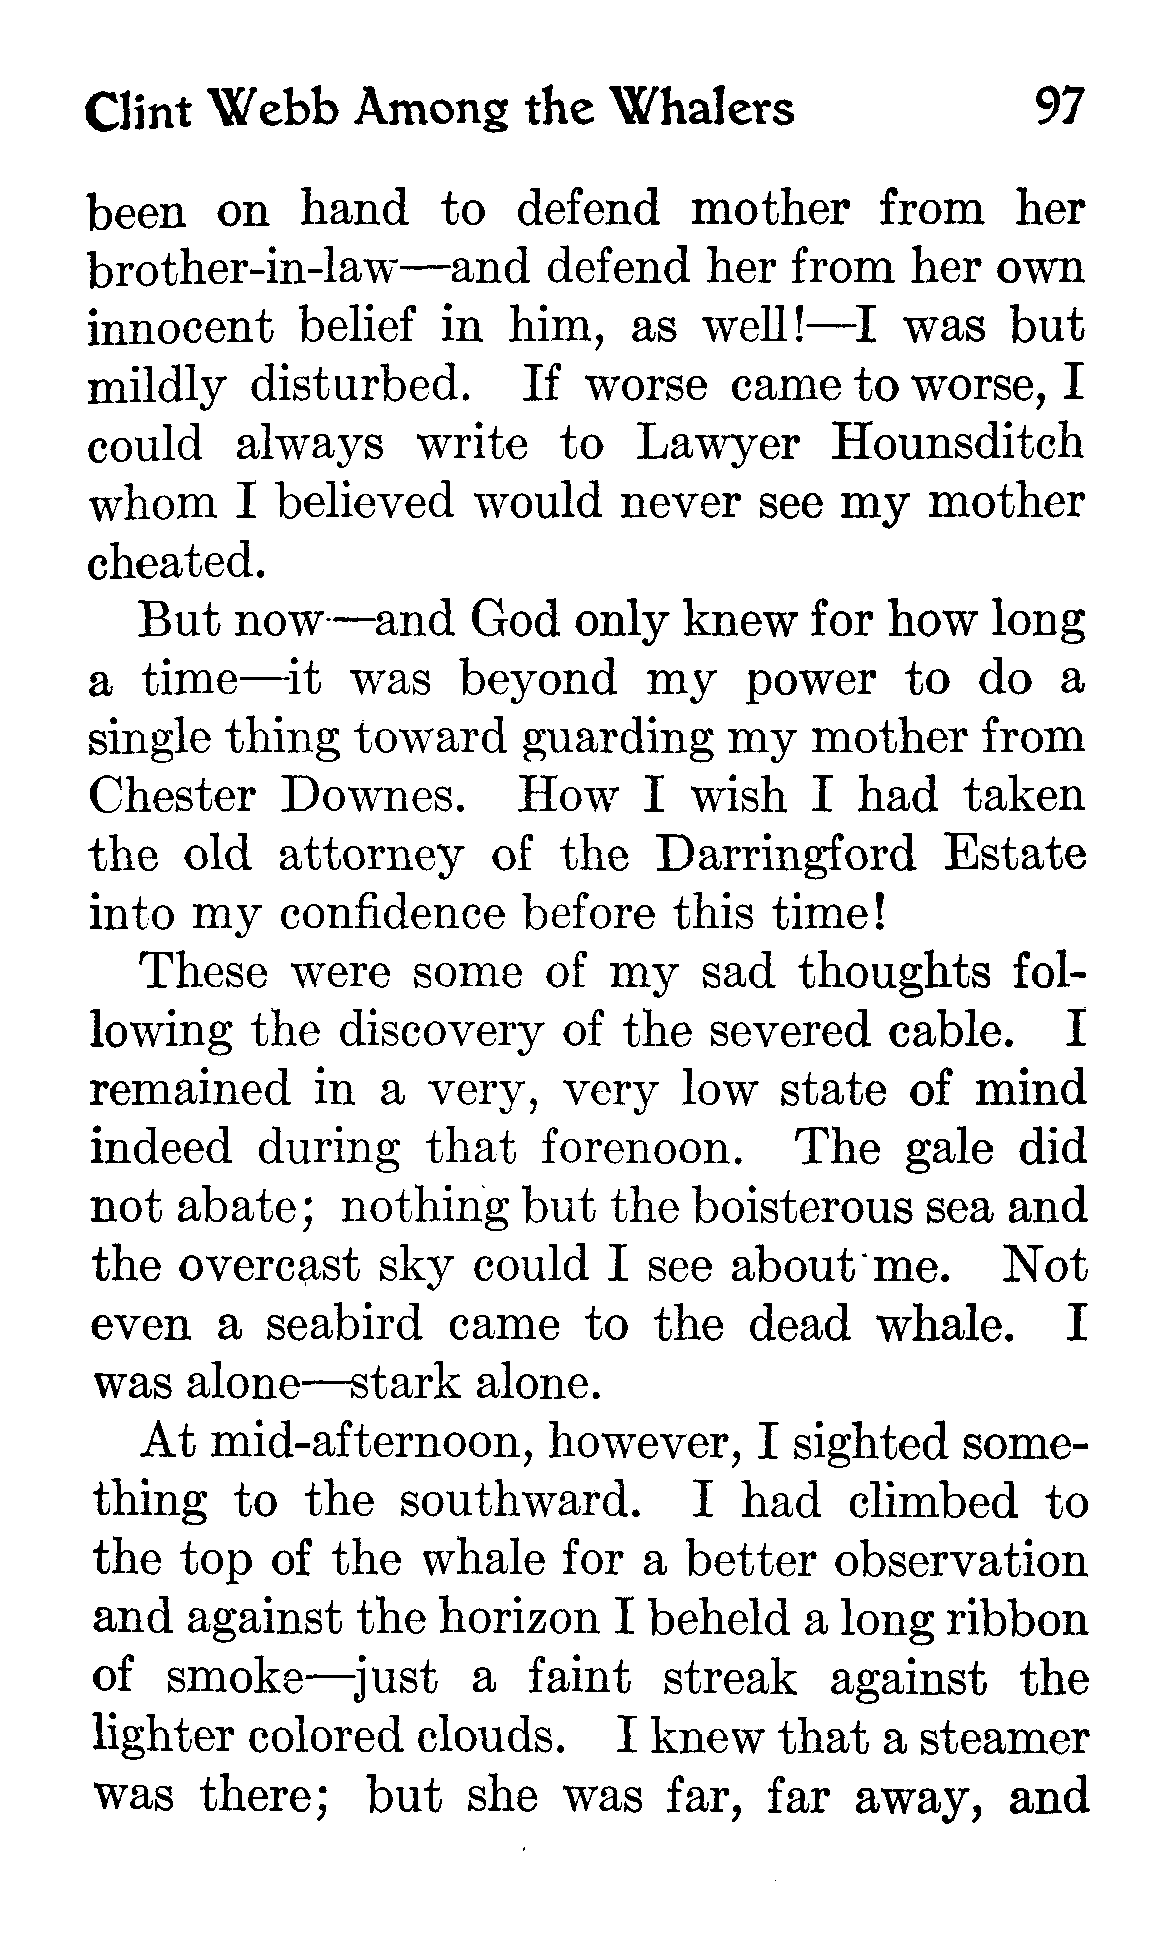 Clint Webb Among the Whalers 97
been on hand to defend mother from her
brother-in-law—and defend her from her own
innocent belief in him, as well!—I was but
mildly disturbed. If worse came to worse, I
could always write to Lawyer Hounsditch
whom I believed would never see my mother
cheated.
But now—and God only knew for how long
a time—it was beyond my power to do a
single thing toward guarding my mother from
Chester Downes. How I wish I had taken
the old attorney of the Darringford Estate
into my confidence before this time!
These were some of my sad thoughts fol-
lowing the discovery of the severed cable. I
remained in a very, very low state of mind
indeed during that forenoon. The gale did
not abate; nothing but the boisterous sea and
the overcast sky could I see about me. Not
even a seabird came to the dead whale. I
was alone—stark alone.
At mid-afternoon, however, I sighted some-
thing to the southward. I had climbed to
the top of the whale for a better observation
and against the horizon I beheld a long ribbon
of smoke—just a faint streak against the
lighter colored clouds. I knew that a steamer
was there; but she was far, far away, and